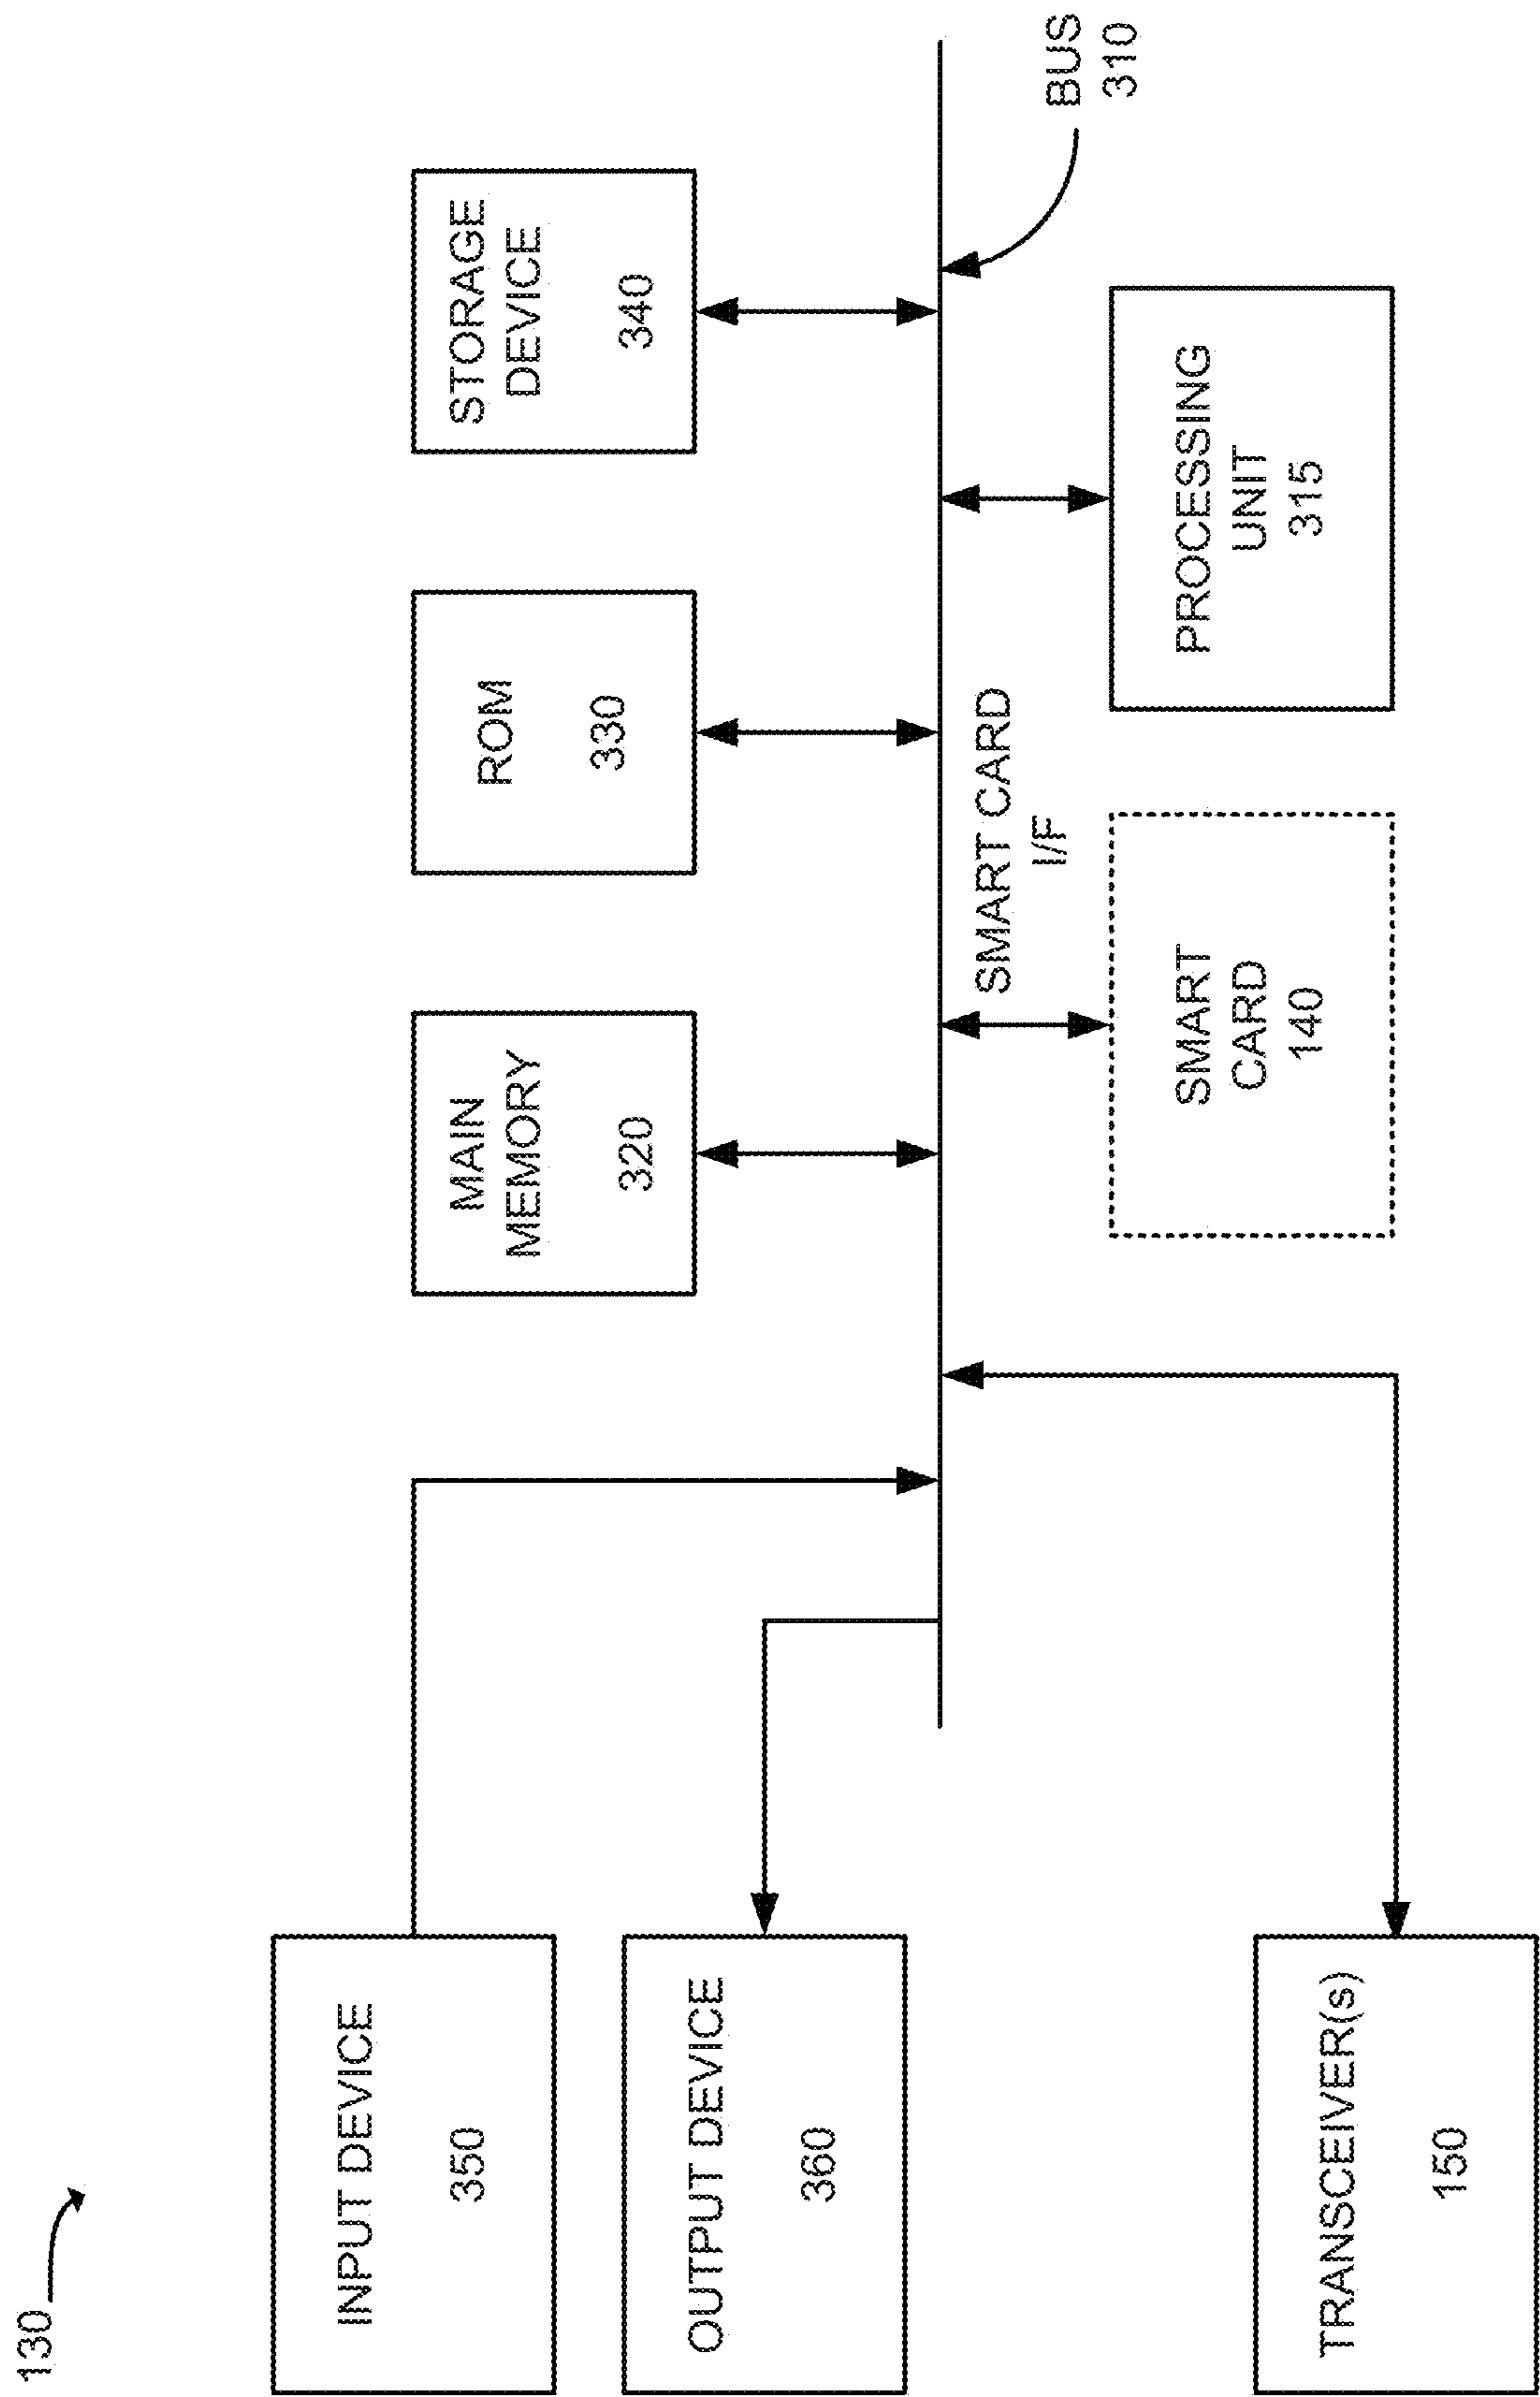 130
INPUT DEVICE
350
OUTPUT DEVICE
360
TRANSCEIVER(s)
150
MAIN
MEMORY
320
ROM
330
STORAGE
DEVICE
340
SMART CARD
I/F
SMART
CARD
140
PROCESSING
UNIT
315
BUS
310